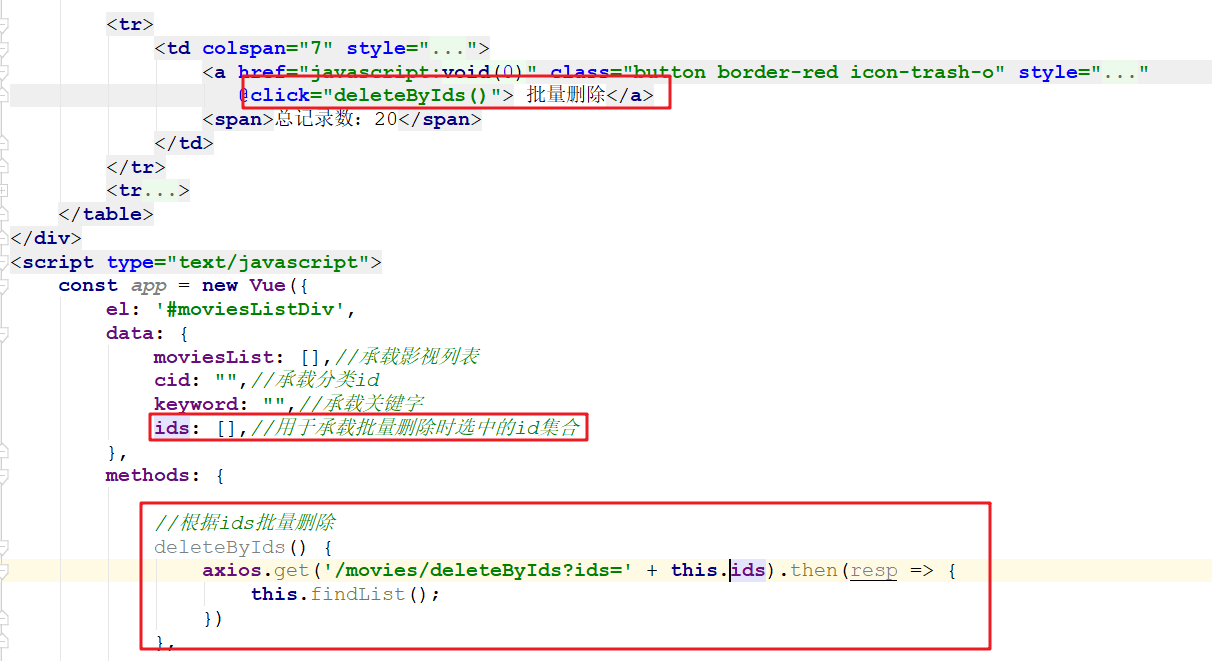 <tr>
<td colspan="7" style="...">
<a href="javascript:void(0)" class="button border-red icon-trash-o" style="..."
@click="deleteByIds()"> 批量删除</a>
<span>总记录数：20</span>
</td>
</tr>
<tr...>
</table>
</div>
<script type="text/javascript">
const app = new Vue({
el: '#moviesListDiv',
data: {
moviesList: [],//承载影视列表
cid: "",//承载分类id
keyword: "",//承载关键字
ids: [],//用于承载批量删除时选中的id集合
},
methods: {
//根据ids批量删除
deleteByIds() {
axios.get('/movies/deleteByIds?ids=' + this.ids).then(resp => {
this.findList();
})
},